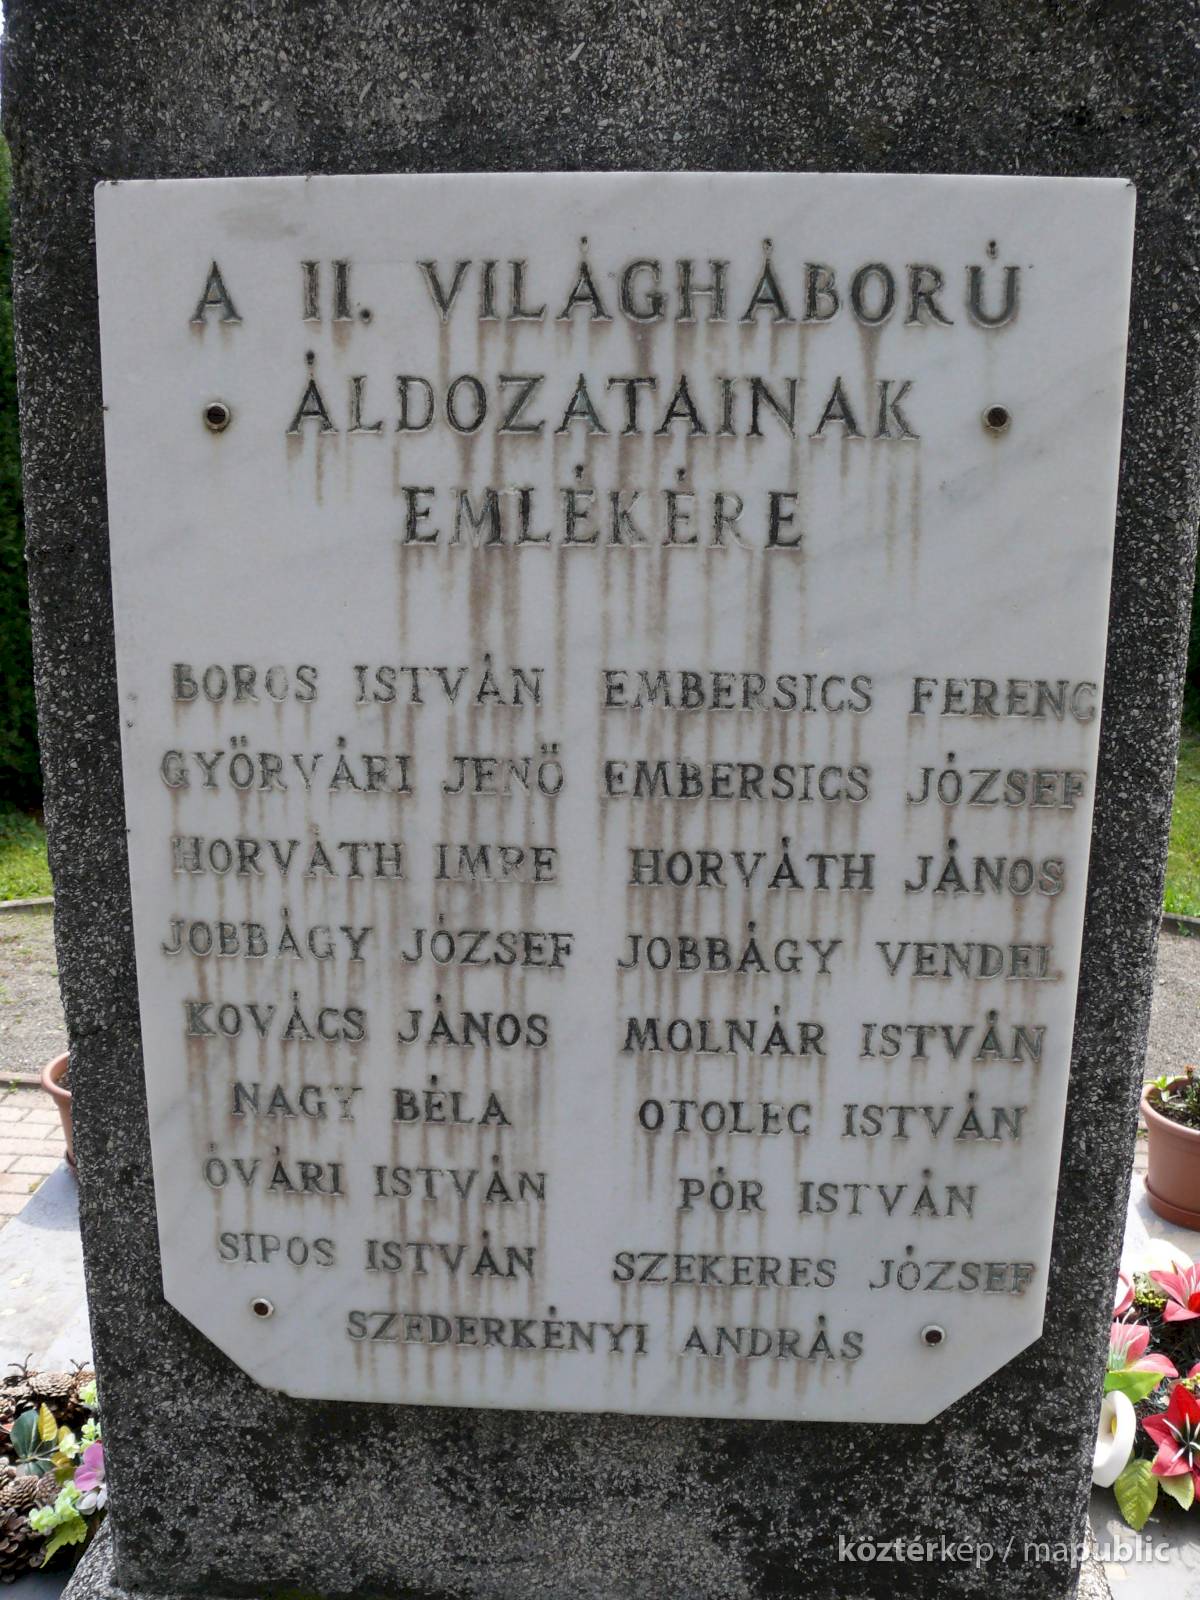 A II. VILÁGHÁBORÚ
ÁLDOZATAINAK
EMLÉKÉRE
BOROS ISTVÁN EMBERSICS FERENC
GYÖRVÁRI JENÖ EMBERSICS JÓZSEF
HORVÁTH IMRE HORVÁTH JÁNOS
JOBBÁGY JÓZSEF JOBBÁGY VENDEL
KOVÁCS JÁNOS MOLNÁR ISTVÁN
NAGY BÉLA OTOLEC ISTVÁN
ÓVÁRI ISTVÁN PÓR ISTVÁN
SIPOS ISTVÁN SZEKERES JÓZSEF
SZEDERKÉNYI ANDRÁS
köztérkép / mapublic